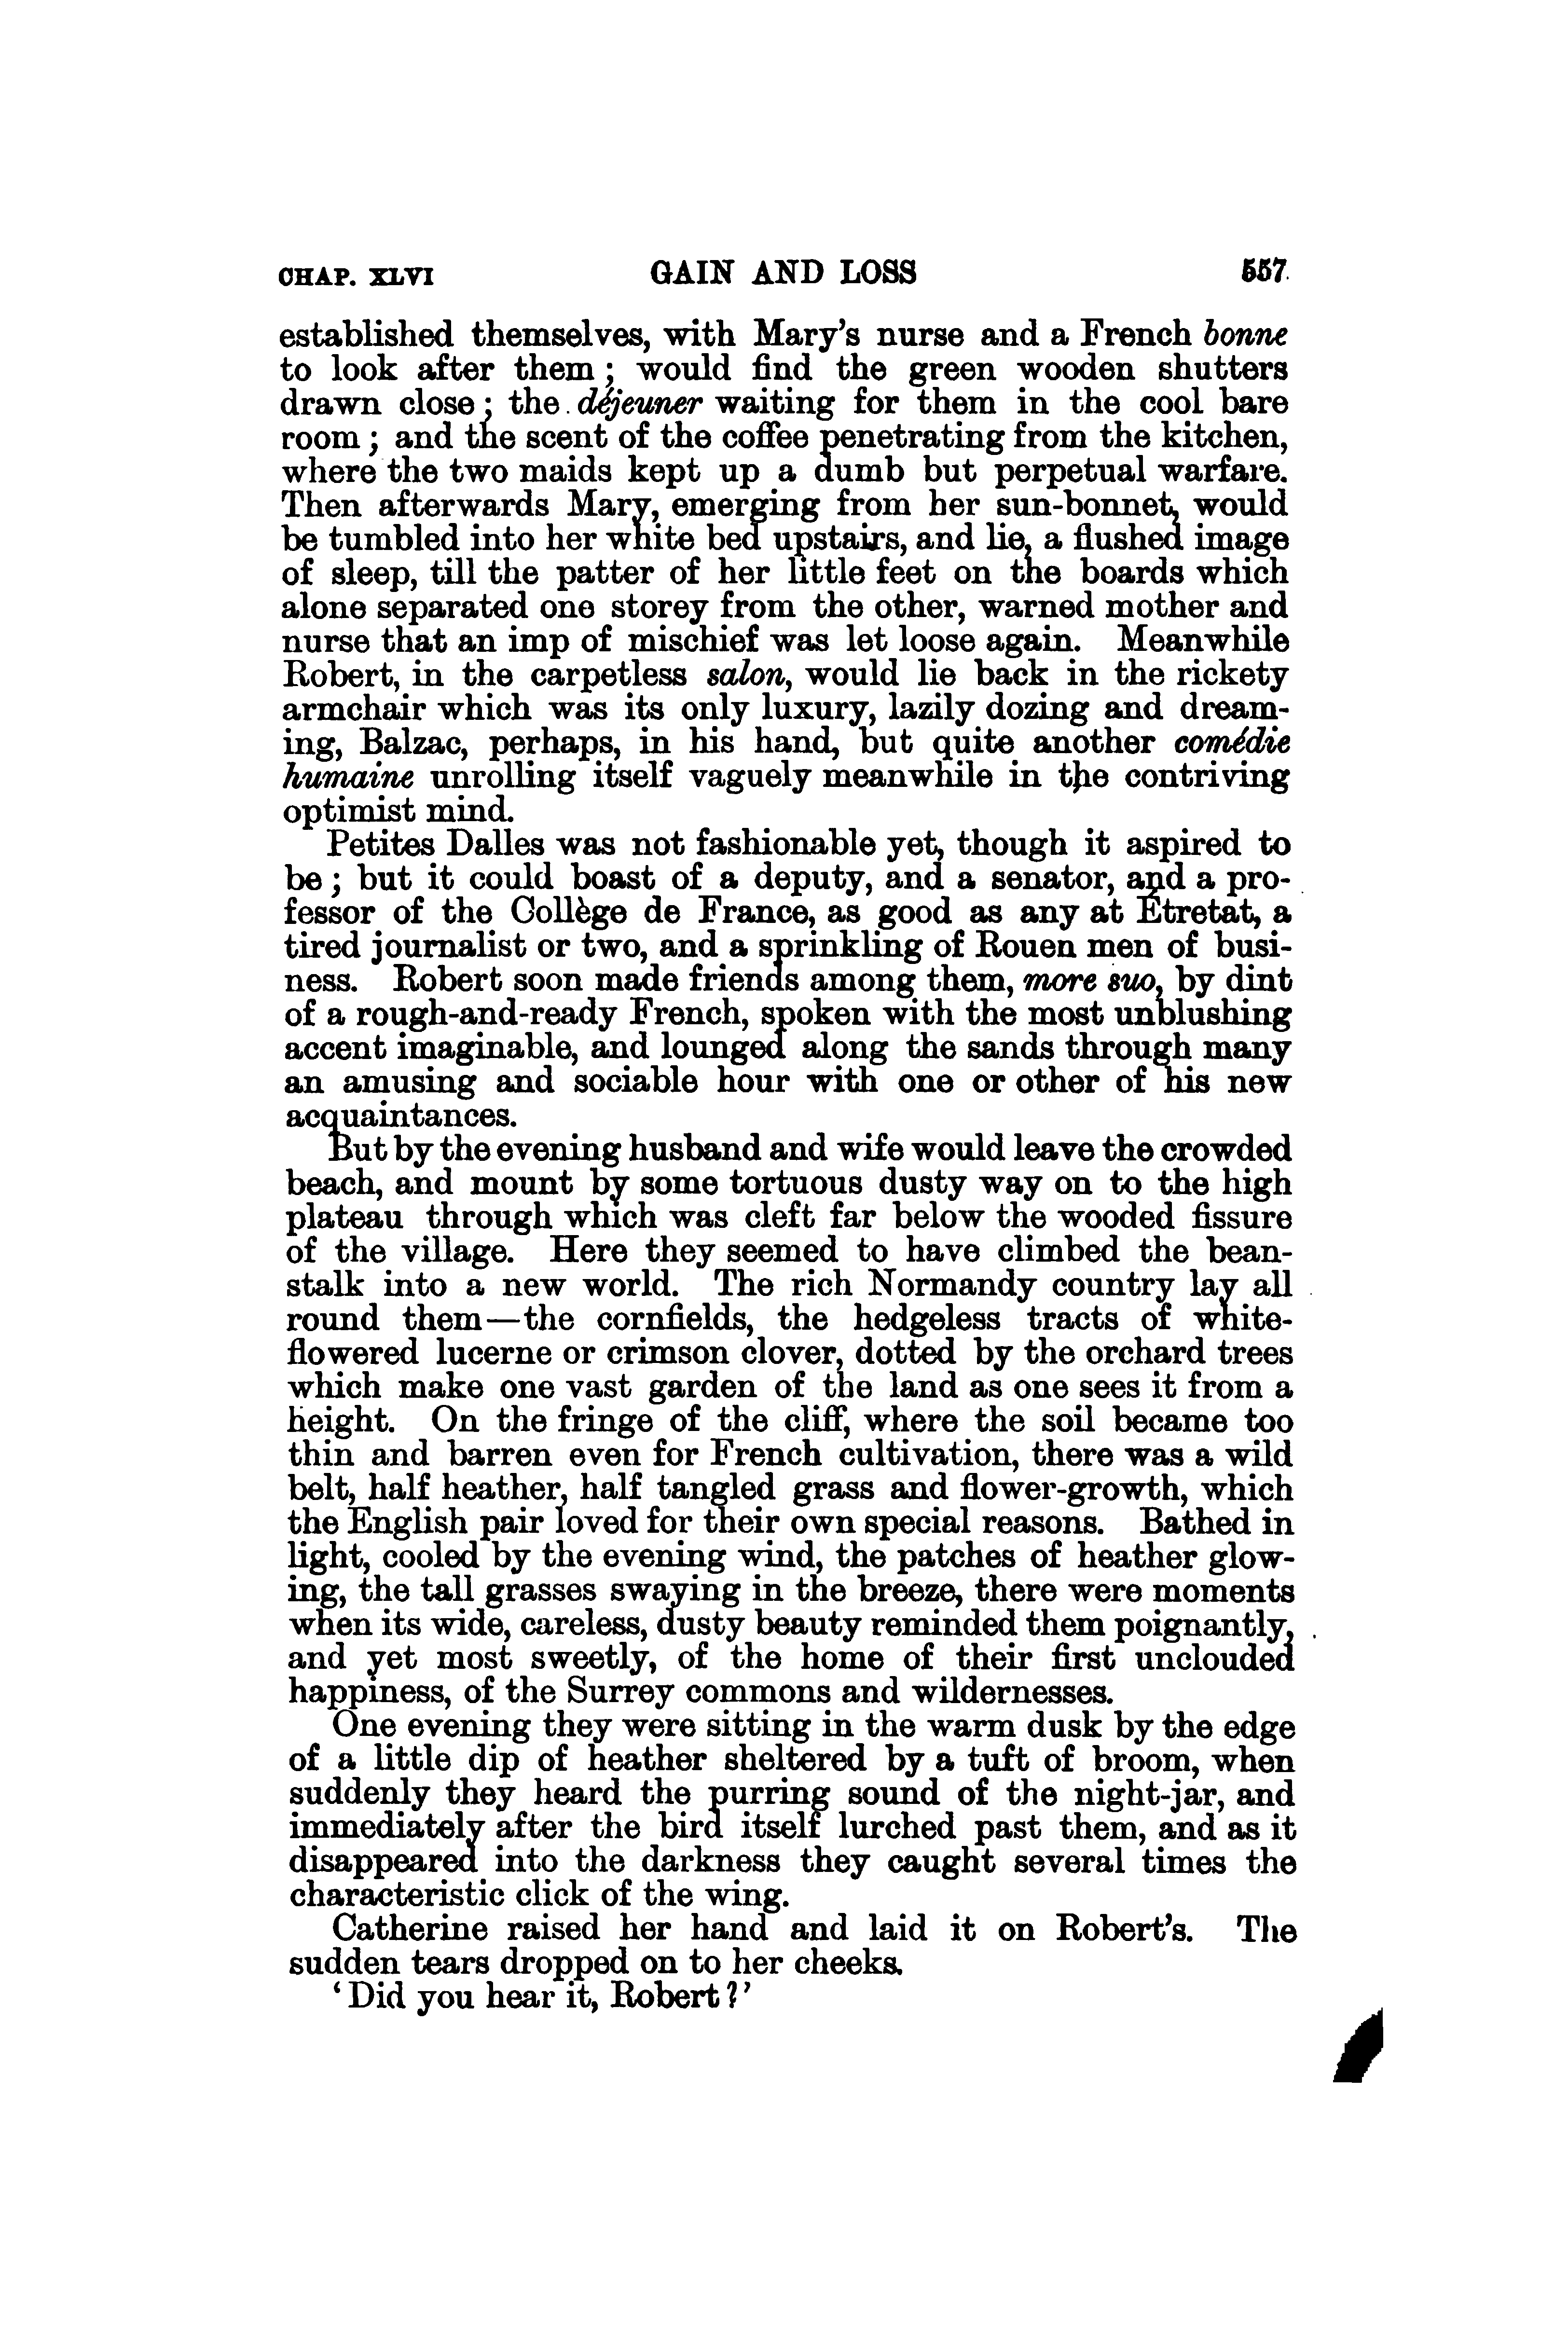 CHAP. XLVI GAIN AND LOSS 557
established themselves, with Mary's nurse and a French bonne
to look after them; would find the green wooden shutters
drawn close; the déjeuner waiting for them in the cool bare
room; and the scent of the coffee penetrating from the kitchen,
where the two maids kept up a dumb but perpetual warfare.
Then afterwards Mary, emerging from her sun-bonnet, would
be tumbled into her white bed upstairs, and lie, a flushed image
of sleep, till the patter of her little feet on the boards which
alone separated one storey from the other, warned mother and
nurse that an imp of mischief was let loose again. Meanwhile
Robert, in the carpetless salon, would lie back in the rickety
armchair which was its only luxury, lazily dozing and dream-
ing, Balzac, perhaps, in his hand, but quite another comédie
humaine unrolling itself vaguely meanwhile in the contriving
optimist mind.
Petites Dalles was not fashionable yet, though it aspired to
be; but it could boast of a deputy, and a senator, and a pro-
fessor of the Collège de France, as good as any at Étretat, a
tired journalist or two, and a sprinkling of Rouen men of busi-
ness. Robert soon made friends among them, more suo, by dint
of a rough-and-ready French, spoken with the most unblushing
accent imaginable, and lounged along the sands through many
an amusing and sociable hour with one or other of his new
acquaintances.
But by the evening husband and wife would leave the crowded
beach, and mount by some tortuous dusty way on to the high
plateau through which was cleft far below the wooded fissure
of the village. Here they seemed to have climbed the bean-
stalk into a new world. The rich Normandy country lay all
round them—the cornfields, the hedgeless tracts of white-
flowered lucerne or crimson clover, dotted by the orchard trees
which make one vast garden of the land as one sees it from a
height. On the fringe of the cliff, where the soil became too
thin and barren even for French cultivation, there was a wild
belt, half heather, half tangled grass and flower-growth, which
the English pair loved for their own special reasons. Bathed in
light, cooled by the evening wind, the patches of heather glow-
ing, the tall grasses swaying in the breeze, there were moments
when its wide, careless, dusty beauty reminded them poignantly,
and yet most sweetly, of the home of their first unclouded
happiness, of the Surrey commons and wildernesses.
One evening they were sitting in the warm dusk by the edge
of a little dip of heather sheltered by a tuft of broom, when
suddenly they heard the purring sound of the night-jar, and
immediately after the bird itself lurched past them, and as it
disappeared into the darkness they caught several times the
characteristic click of the wing.
Catherine raised her hand and laid it on Robert's. The
sudden tears dropped on to her cheeks.
'Did you hear it, Robert?'